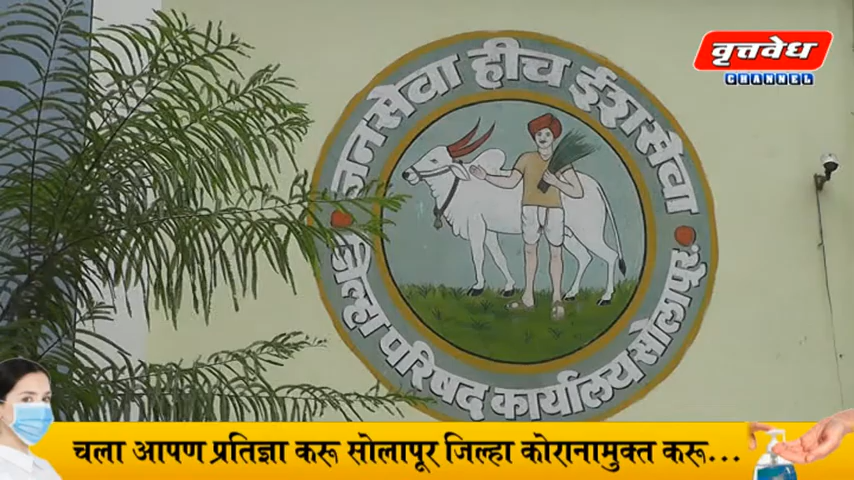 वृत्तवेध
CHANNEL
जनसेवा हीच ईशसेवा
जिल्हा परिषद कार्यालय सोलापूर.
चला आपण प्रतिज्ञा करू सोलापूर जिल्हा कोरानामुक्त करू...